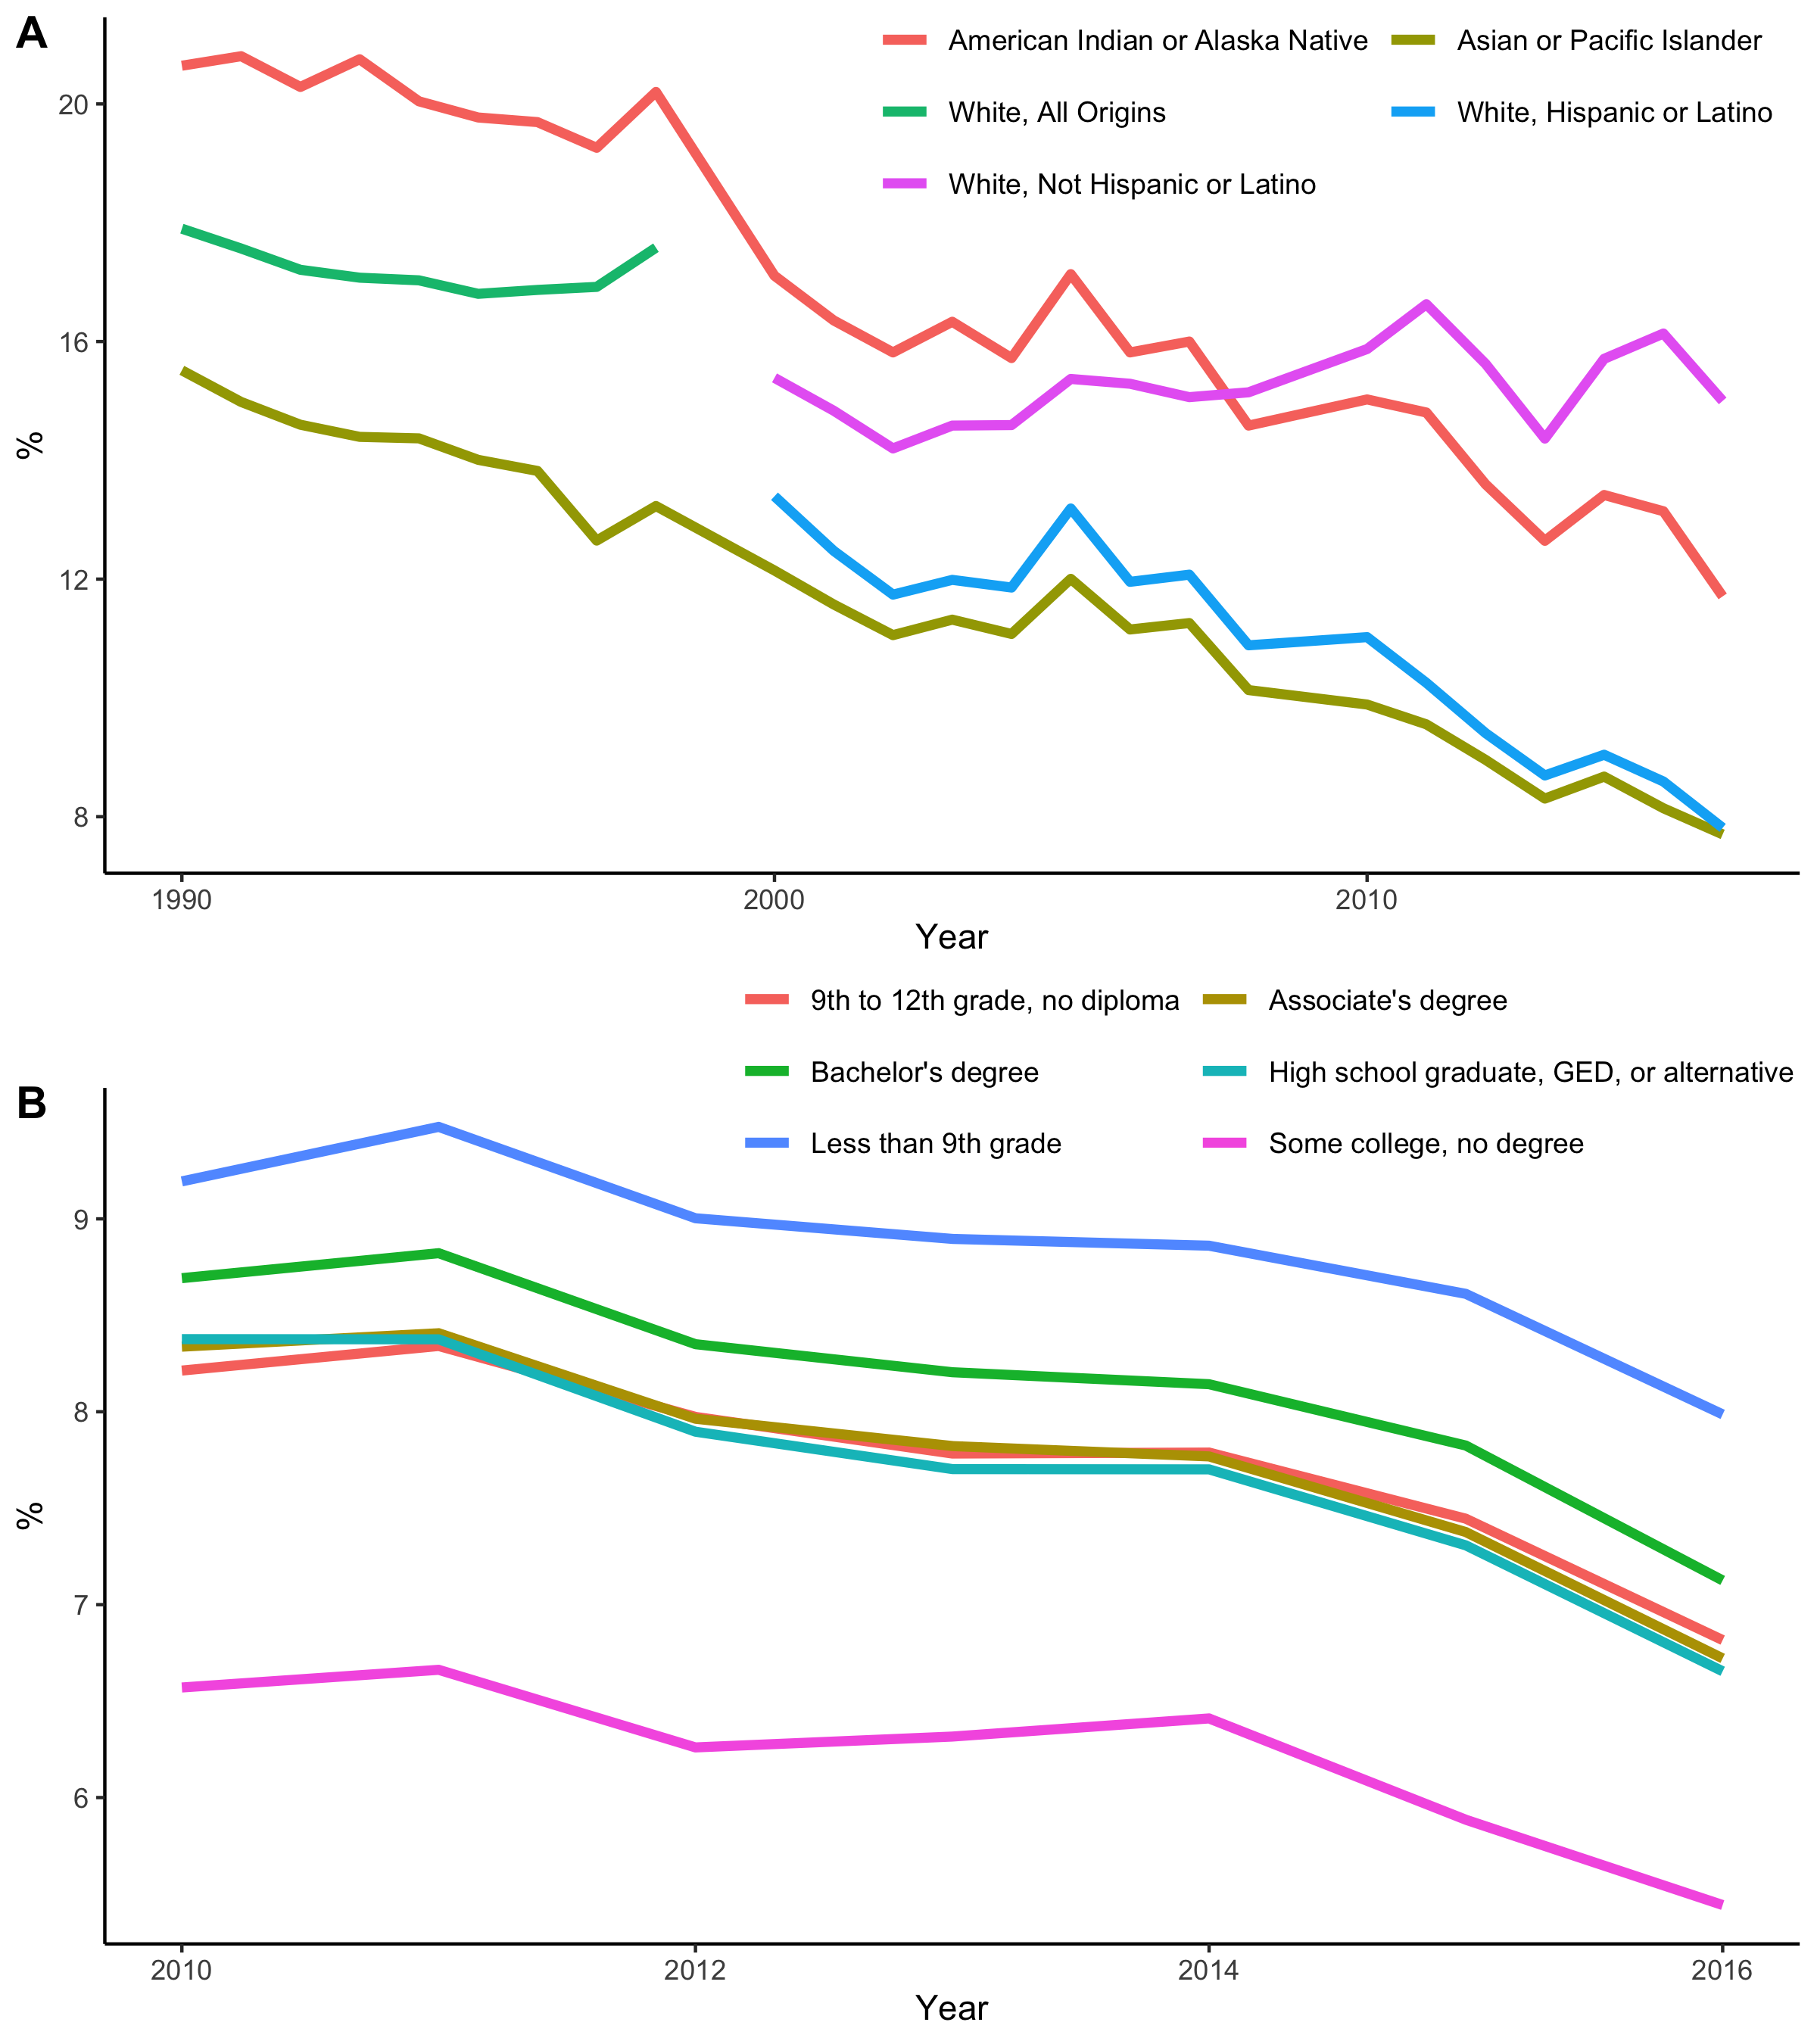 A
American Indian or Alaska Native
Asian or Pacific Islander
White, All Origins
White, Hispanic or Latino
White, Not Hispanic or Latino
20
16
12
8
%
1990
2000
2010
Year
9th to 12th grade, no diploma
Associate's degree
Bachelor's degree
High school graduate, GED, or alternative
B
Less than 9th grade
Some college, no degree
9
8
7
6
%
2010
2012
2014
2016
Year